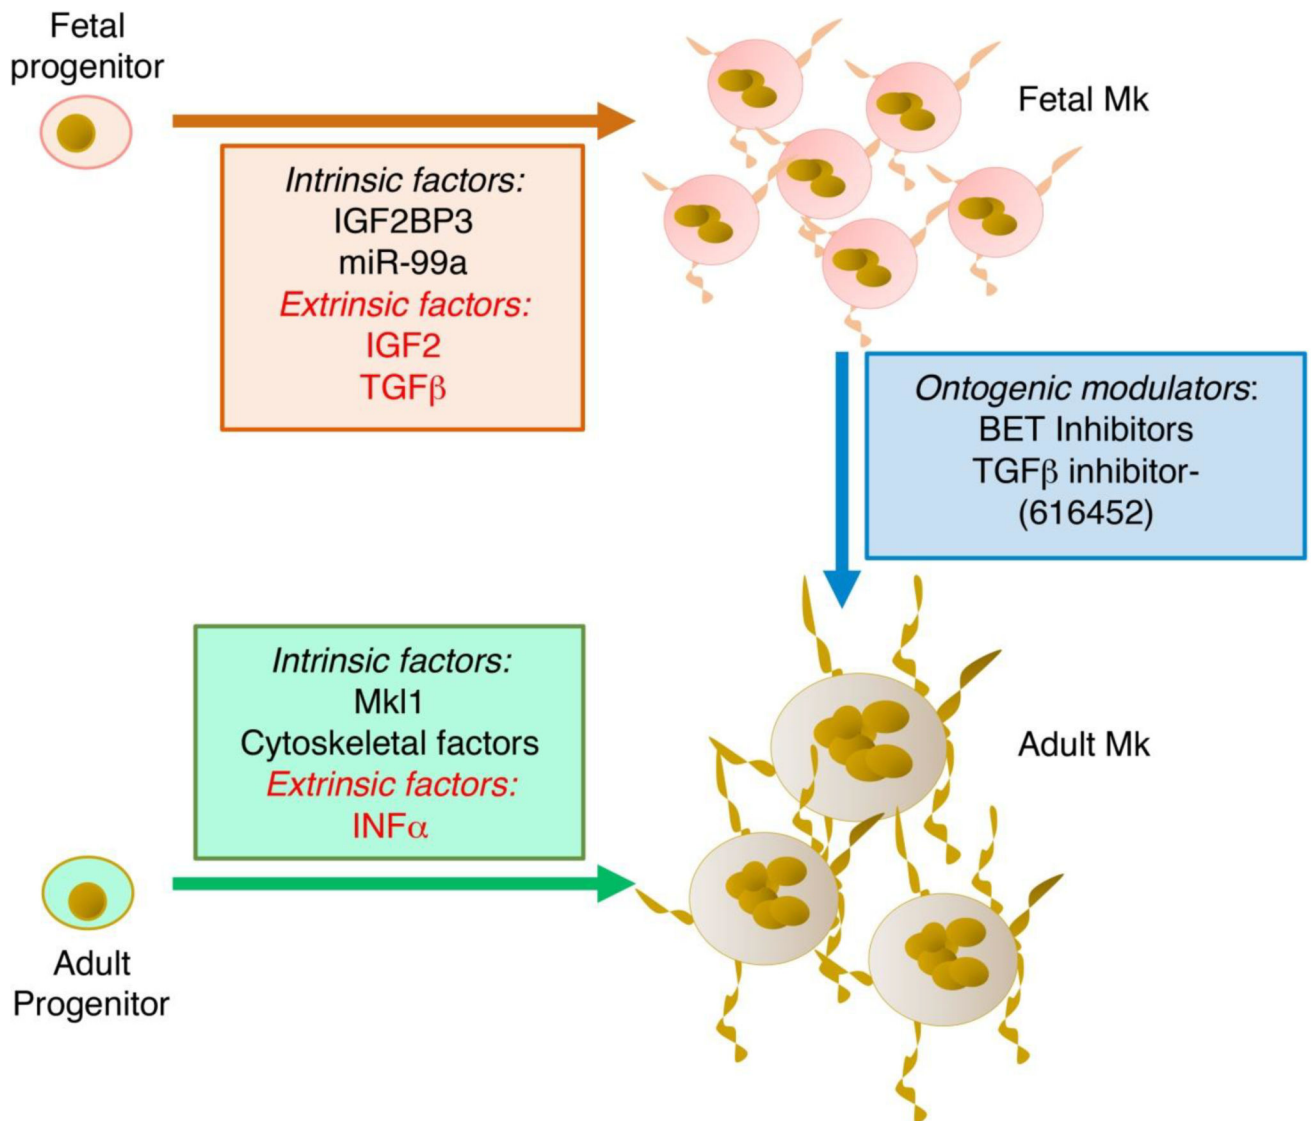 Fetal
progenitor
Fetal Mk
Intrinsic factors:
IGF2BP3
miR-99a
Extrinsic factors:
IGF2
TGFβ
Ontogenic modulators:
BET Inhibitors
TGFβ inhibitor-
(616452)
Intrinsic factors:
Mkl1
Cytoskeletal factors
Extrinsic factors:
INFα
Adult Mk
Adult
Progenitor